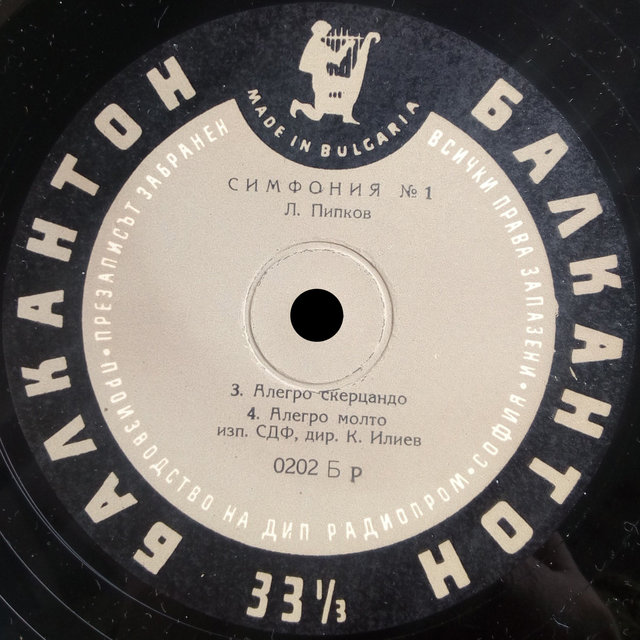 БАЛКАНТОН
БАЛКАНТОН
MADE IN BULGARIA
ПРОИЗВОДСТВО НА ДИП РАДИОПРОМ • СОФИЯ • ВСИЧКИ ПРАВА ЗАПАЗЕНИ
ПРЕЗАПИСЪТ ЗАБРАНЕН
СИМФОНИЯ № 1
Л. Пипков
3. Алегро скерцандо
4. Алегро молто
изп. СДФ, дир. К. Илиев
0202 Б Р
33⅓